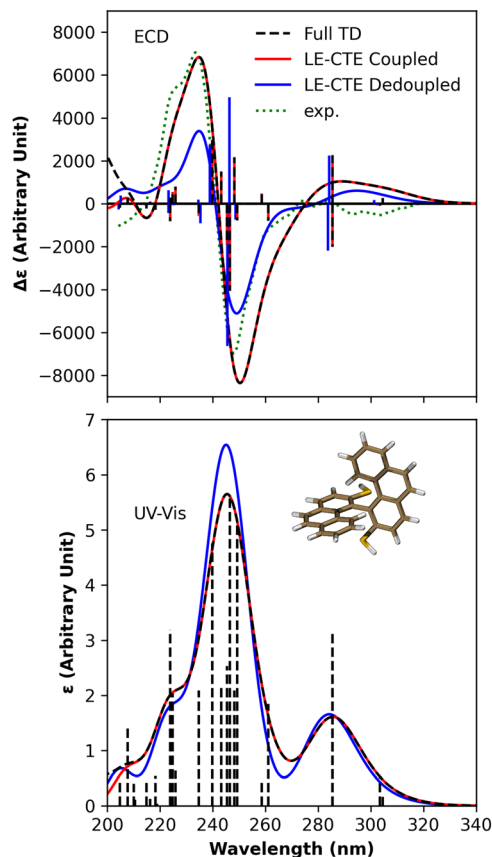 8000
6000
4000
2000
0
−2000
−4000
−6000
−8000
Δε (Arbitrary Unit)
ECD
Full TD
LE-CTE Coupled
LE-CTE Dedoupled
exp.
7
6
5
4
3
2
1
0
ε (Arbitrary Unit)
UV-Vis
200 220 240 260 280 300 320 340
Wavelength (nm)